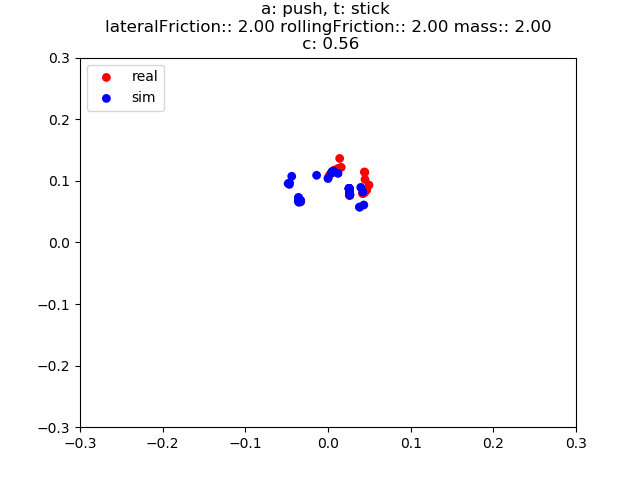 a: push, t: stick
lateralFriction:: 2.00 rollingFriction:: 2.00 mass:: 2.00
c: 0.56
real
sim
0.3
0.2
0.1
0.0
−0.1
−0.2
−0.3
−0.3 −0.2 −0.1 0.0 0.1 0.2 0.3